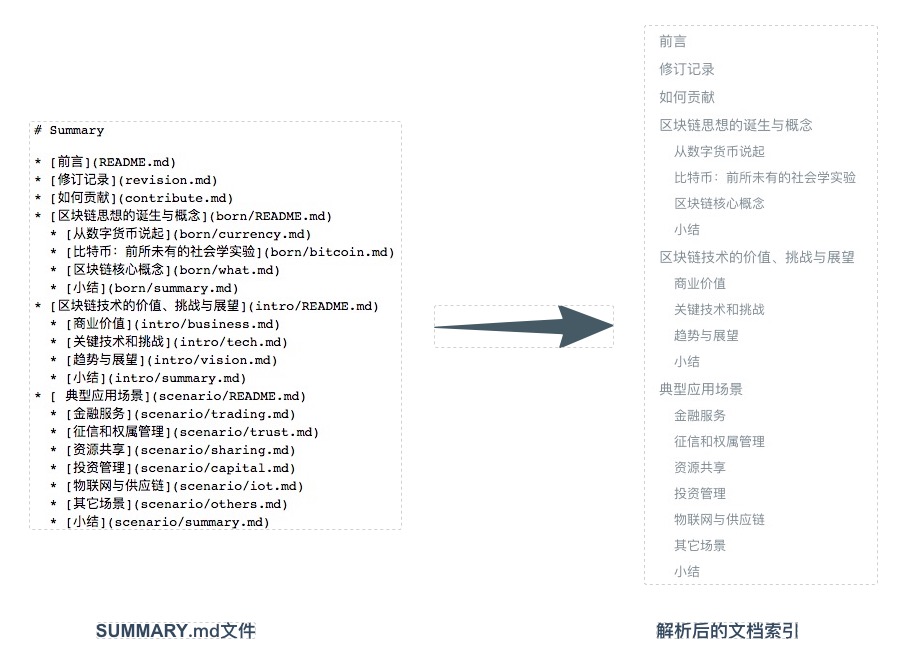 # Summary
* [前言](README.md)
* [修订记录](revision.md)
* [如何贡献](contribute.md)
* [区块链思想的诞生与概念](born/README.md)
* [从数字货币说起](born/currency.md)
* [比特币：前所未有的社会学实验](born/bitcoin.md)
* [区块链核心概念](born/what.md)
* [小结](born/summary.md)
* [区块链技术的价值、挑战与展望](intro/README.md)
* [商业价值](intro/business.md)
* [关键技术和挑战](intro/tech.md)
* [趋势与展望](intro/vision.md)
* [小结](intro/summary.md)
* [ 典型应用场景](scenario/README.md)
* [金融服务](scenario/trading.md)
* [征信和权属管理](scenario/trust.md)
* [资源共享](scenario/sharing.md)
* [投资管理](scenario/capital.md)
* [物联网与供应链](scenario/iot.md)
* [其它场景](scenario/others.md)
* [小结](scenario/summary.md)
SUMMARY.md文件
前言
修订记录
如何贡献
区块链思想的诞生与概念
从数字货币说起
比特币：前所未有的社会学实验
区块链核心概念
小结
区块链技术的价值、挑战与展望
商业价值
关键技术和挑战
趋势与展望
小结
典型应用场景
金融服务
征信和权属管理
资源共享
投资管理
物联网与供应链
其它场景
小结
解析后的文档索引